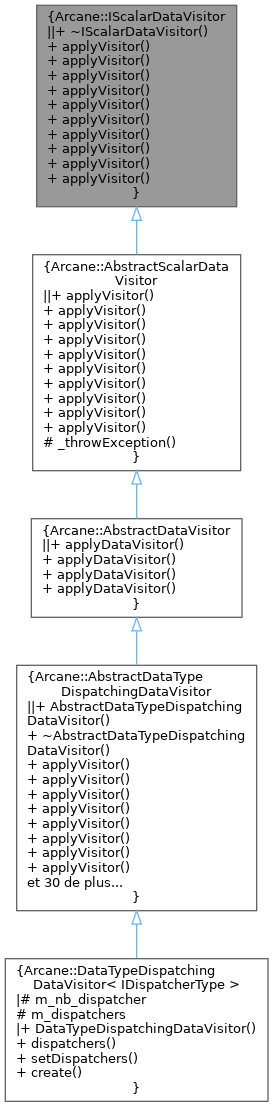 {Arcane::IScalarDataVisitor
||+ ~IScalarDataVisitor()
+ applyVisitor()
+ applyVisitor()
+ applyVisitor()
+ applyVisitor()
+ applyVisitor()
+ applyVisitor()
+ applyVisitor()
+ applyVisitor()
+ applyVisitor()
+ applyVisitor()
}
{Arcane::AbstractScalarData
Visitor
||+ applyVisitor()
+ applyVisitor()
+ applyVisitor()
+ applyVisitor()
+ applyVisitor()
+ applyVisitor()
+ applyVisitor()
+ applyVisitor()
+ applyVisitor()
+ applyVisitor()
# _throwException()
}
{Arcane::AbstractDataVisitor
||+ applyDataVisitor()
+ applyDataVisitor()
+ applyDataVisitor()
+ applyDataVisitor()
}
{Arcane::AbstractDataType
DispatchingDataVisitor
||+ AbstractDataTypeDispatching
DataVisitor()
+ ~AbstractDataTypeDispatching
DataVisitor()
+ applyVisitor()
+ applyVisitor()
+ applyVisitor()
+ applyVisitor()
+ applyVisitor()
+ applyVisitor()
+ applyVisitor()
+ applyVisitor()
et 30 de plus...
}
{Arcane::DataTypeDispatching
DataVisitor< IDispatcherType >
|# m_nb_dispatcher
# m_dispatchers
|+ DataTypeDispatchingDataVisitor()
+ dispatchers()
+ setDispatchers()
+ create()
}